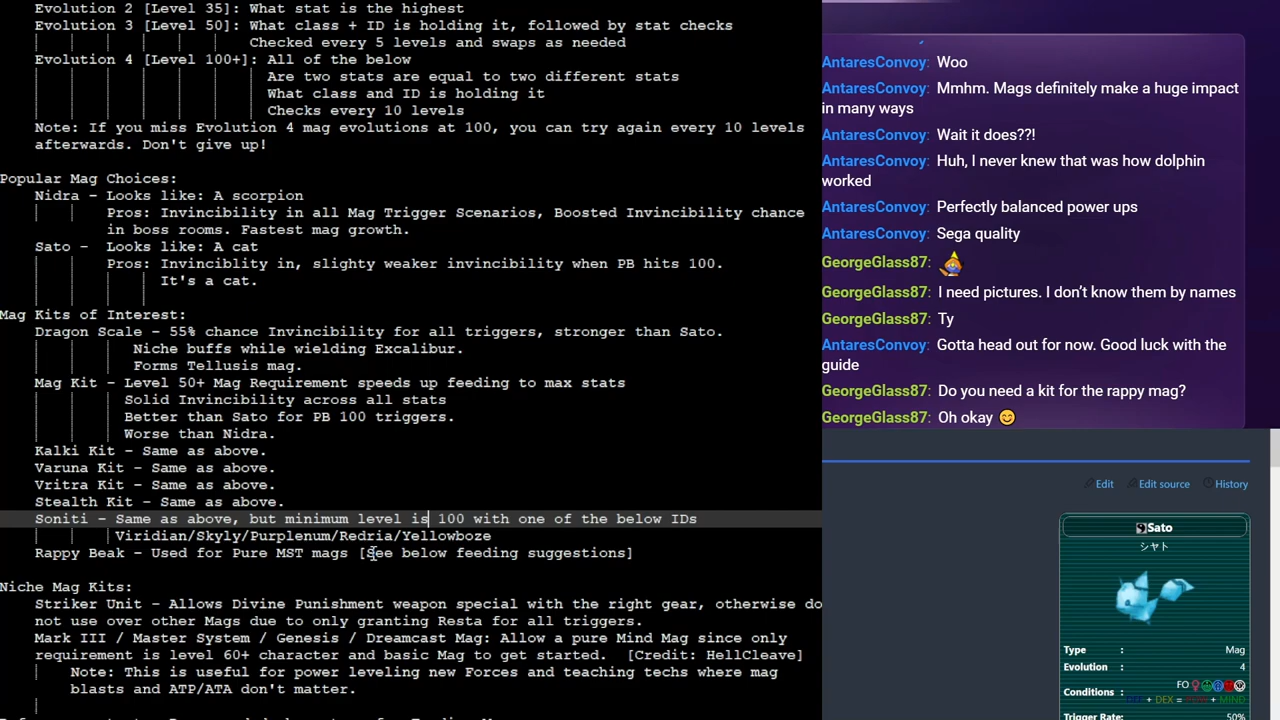 Evolution 2 [Level 35]: What stat is the highest
Evolution 3 [Level 50]: What class + ID is holding it, followed by stat checks
Checked every 5 levels and swaps as needed
Evolution 4 [Level 100+]: All of the below
Are two stats are equal to two different stats
What class and ID is holding it
Checks every 10 levels
Note: If you miss Evolution 4 mag evolutions at 100, you can try again every 10 levels
afterwards. Don't give up!
Popular Mag Choices:
Nidra - Looks like: A scorpion
Pros: Invincibility in all Mag Trigger Scenarios, Boosted Invincibility chance
in boss rooms. Fastest mag growth.
Sato -  Looks like: A cat
Pros: Invinciblity in, slighty weaker invincibility when PB hits 100.
It's a cat.
Mag Kits of Interest:
Dragon Scale - 55% chance Invincibility for all triggers, stronger than Sato.
Niche buffs while wielding Excalibur.
Forms Tellusis mag.
Mag Kit - Level 50+ Mag Requirement speeds up feeding to max stats
Solid Invincibility across all stats
Better than Sato for PB 100 triggers.
Worse than Nidra.
Kalki Kit - Same as above.
Varuna Kit - Same as above.
Vritra Kit - Same as above.
Stealth Kit - Same as above.
Soniti - Same as above, but minimum level is 100 with one of the below IDs
Viridian/Skyly/Purplenum/Redria/Yellowboze
Rappy Beak - Used for Pure MST mags [See below feeding suggestions]
Niche Mag Kits:
Striker Unit - Allows Divine Punishment weapon special with the right gear, otherwise do
not use over other Mags due to only granting Resta for all triggers.
Mark III / Master System / Genesis / Dreamcast Mag: Allow a pure Mind Mag since only
requirement is level 60+ character and basic Mag to get started.  [Credit: HellCleave]
Note: This is useful for power leveling new Forces and teaching techs where mag
blasts and ATP/ATA don't matter.
AntaresConvoy: Woo
AntaresConvoy: Mmhm. Mags definitely make a huge impact
in many ways
AntaresConvoy: Wait it does??!
AntaresConvoy: Huh, I never knew that was how dolphin
worked
AntaresConvoy: Perfectly balanced power ups
AntaresConvoy: Sega quality
GeorgeGlass87:
GeorgeGlass87: I need pictures. I don't know them by names
GeorgeGlass87: Ty
AntaresConvoy: Gotta head out for now. Good luck with the
guide
GeorgeGlass87: Do you need a kit for the rappy mag?
GeorgeGlass87: Oh okay 😊
Edit Edit source History
Sato
シャト
Type : Mag
Evolution : 4
FO
Conditions :
+ DEX = + MIND
Trigger Rate: 50%